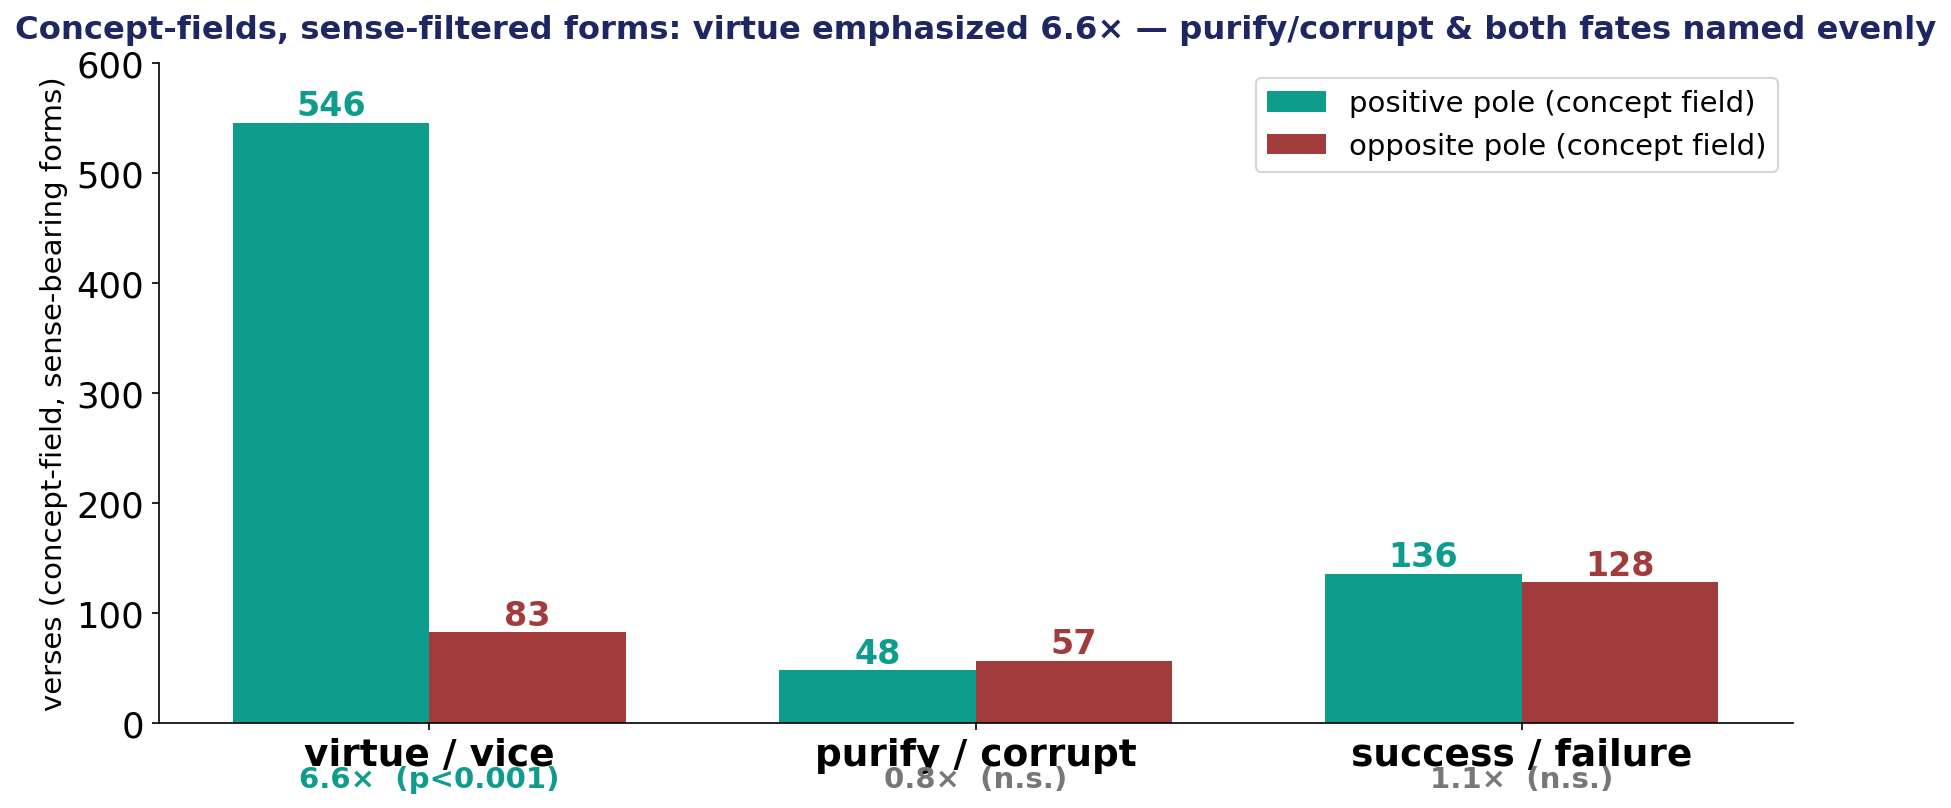 Concept-fields, sense-filtered forms: virtue emphasized 6.6× — purify/corrupt & both fates named evenly
verses (concept-field, sense-bearing forms)
600
500
400
300
200
100
0
positive pole (concept field)
opposite pole (concept field)
546
83
48
57
136
128
virtue / vice
purify / corrupt
success / failure
6.6× (p<0.001)
0.8× (n.s.)
1.1× (n.s.)